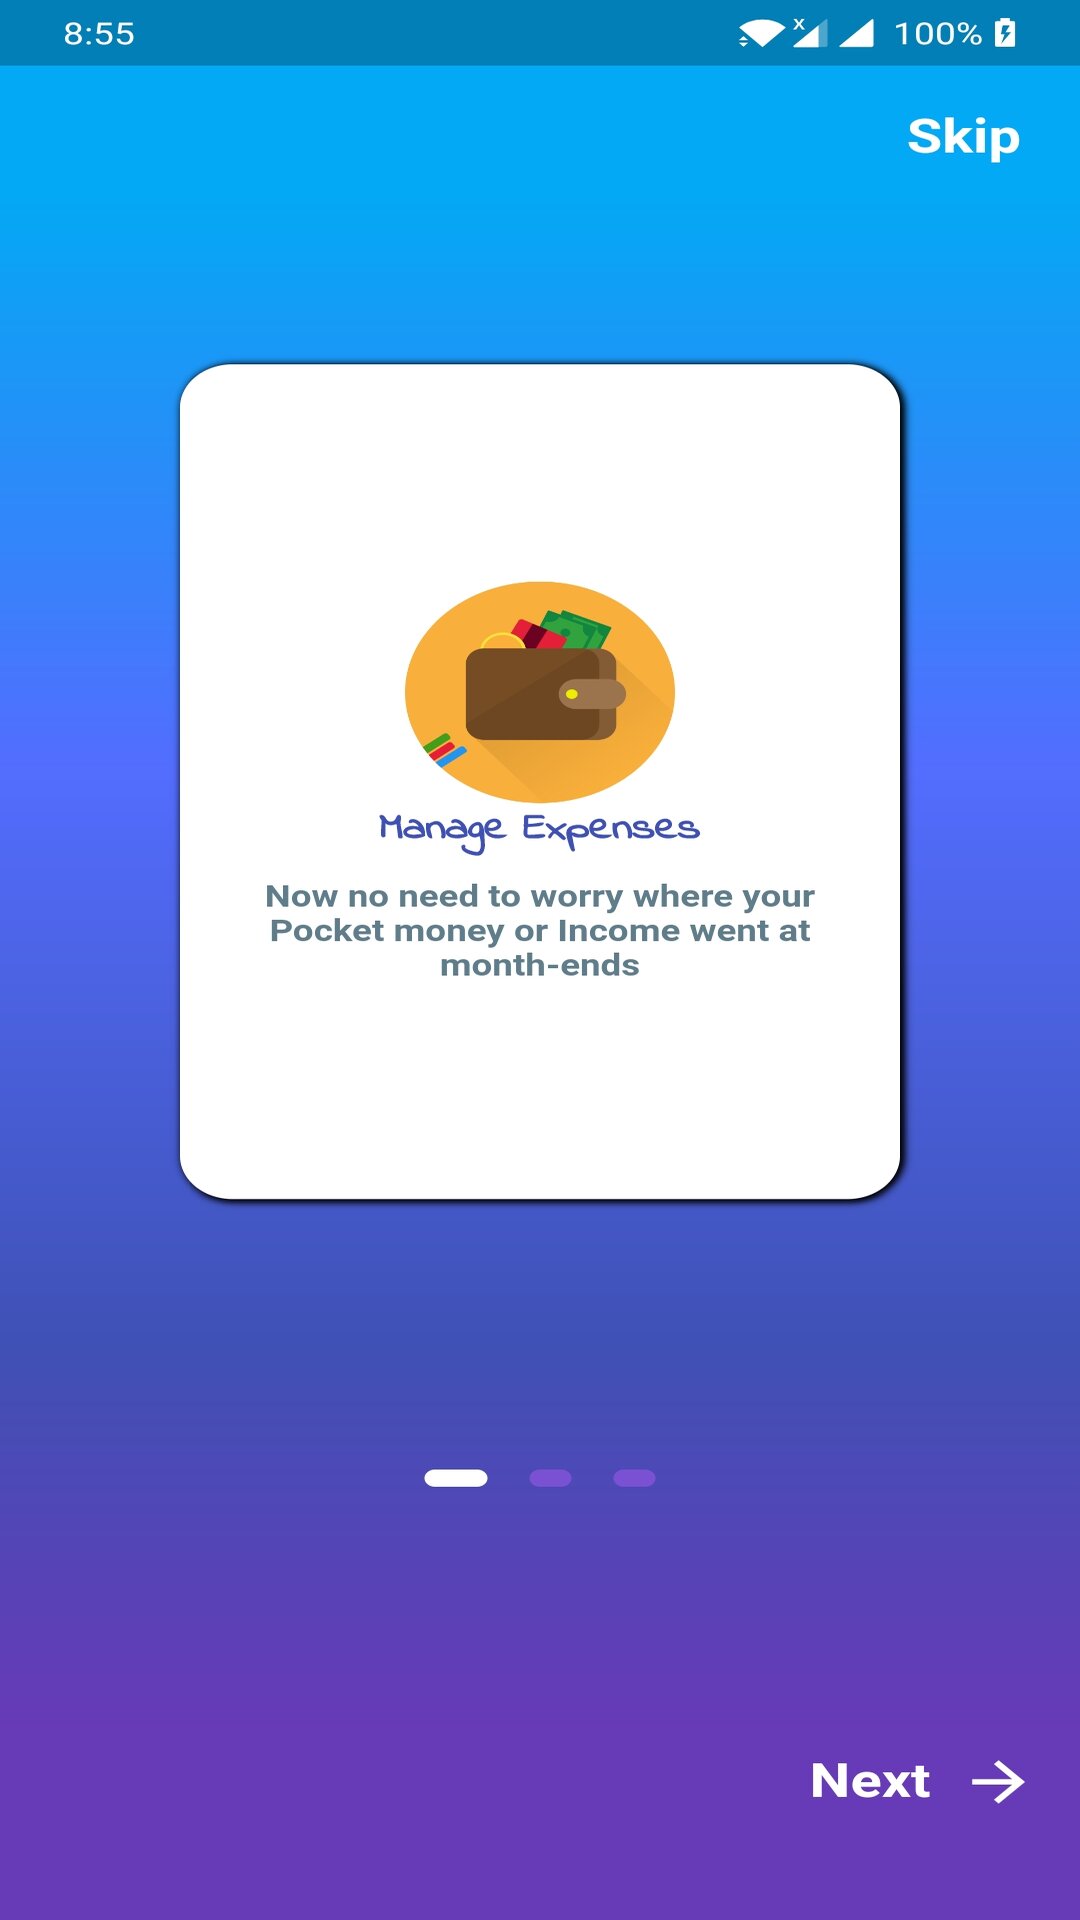 8:55
x
100%
Skip
Manage Expenses
Now no need to worry where your
Pocket money or Income went at
month-ends
Next